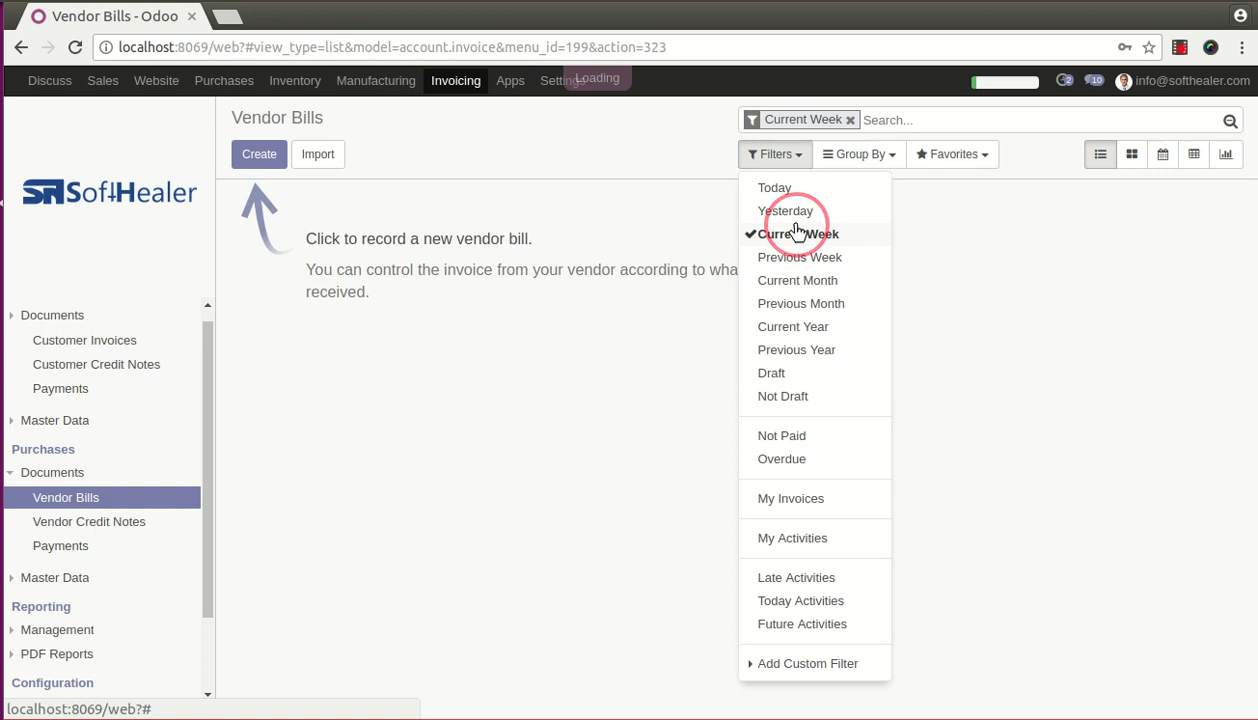 Vendor Bills - Odoo
localhost:8069/web?#view_type=list&model=account.invoice&menu_id=199&action=323
Discuss Sales Website Purchases Inventory Manufacturing Invoicing Apps Settings Loading 2 10 info@softhealer.com
Vendor Bills
Current Week Search...
Create Import
Filters Group By Favorites
SoftHealer
Click to record a new vendor bill.
You can control the invoice from your vendor according to wha
received.
Today
Yesterday
Current Week
Previous Week
Current Month
Previous Month
Current Year
Previous Year
Draft
Not Draft
Not Paid
Overdue
My Invoices
My Activities
Late Activities
Today Activities
Future Activities
Add Custom Filter
Documents
Customer Invoices
Customer Credit Notes
Payments
Master Data
Purchases
Documents
Vendor Bills
Vendor Credit Notes
Payments
Master Data
Reporting
Management
PDF Reports
Configuration
localhost:8069/web?#